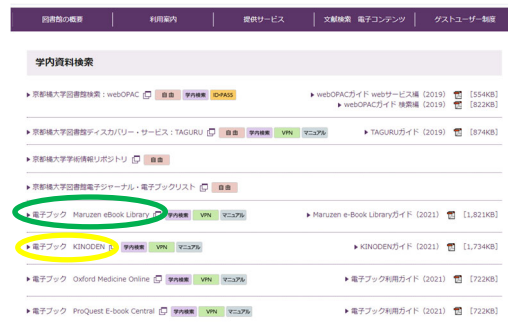 図書館の概要 利用案内 提供サービス 文献検索 電子コンテンツ ゲストユーザー制度
学内資料検索
京都橘大学図書館検索：webOPAC 自由 学内検索 ID•PASS
webOPACガイド webサービス編（2019） [554KB]
webOPACガイド 検索編（2019） [822KB]
京都橘大学図書館ディスカバリー・サービス：TAGURU 自由 学内検索 VPN マニュアル TAGURUガイド（2019） [874KB]
京都橘大学学術情報リポジトリ 自由
京都橘大学図書館電子ジャーナル・電子ブックリスト 自由
電子ブック Maruzen eBook Library 学内検索 VPN マニュアル Maruzen e-Book Libraryガイド（2021） [1,821KB]
電子ブック KINODEN 学内検索 VPN マニュアル KINODENガイド（2021） [1,734KB]
電子ブック Oxford Medicine Online 学内検索 VPN マニュアル 電子ブック利用ガイド（2021） [722KB]
電子ブック ProQuest E-book Central 学内検索 VPN マニュアル 電子ブック利用ガイド（2021） [722KB]